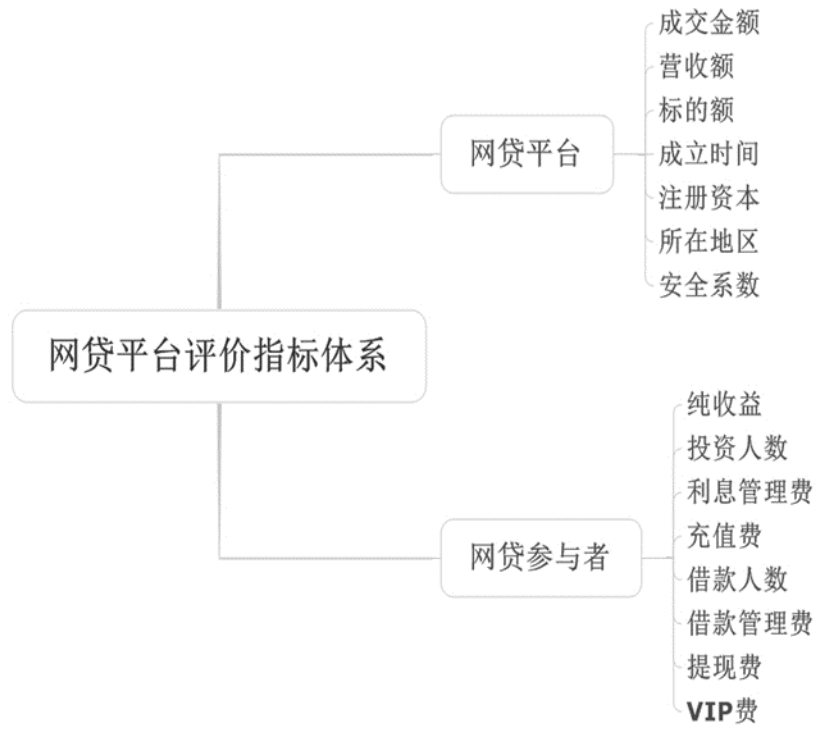 网贷平台评价指标体系
网贷平台
成交金额
营收额
标的额
成立时间
注册资本
所在地区
安全系数
网贷参与者
纯收益
投资人数
利息管理费
充值费
借款人数
借款管理费
提现费
VIP费